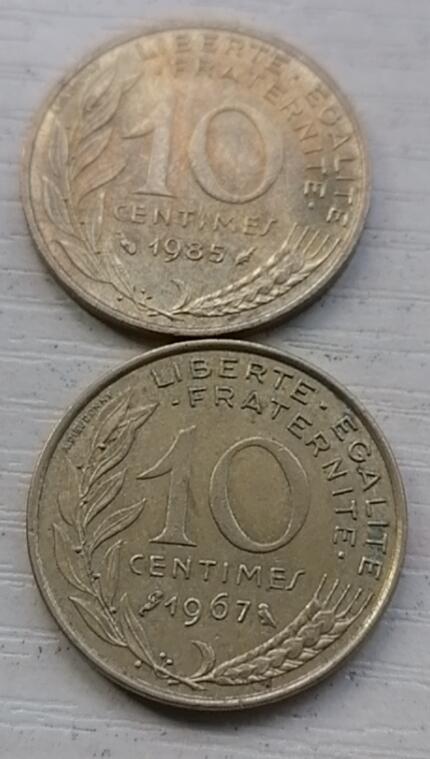 LIBERTE · EGALITE
· FRATERNITE ·
10
CENTIMES
1985
LIBERTE · EGALITE
· FRATERNITE ·
10
CENTIMES
1967